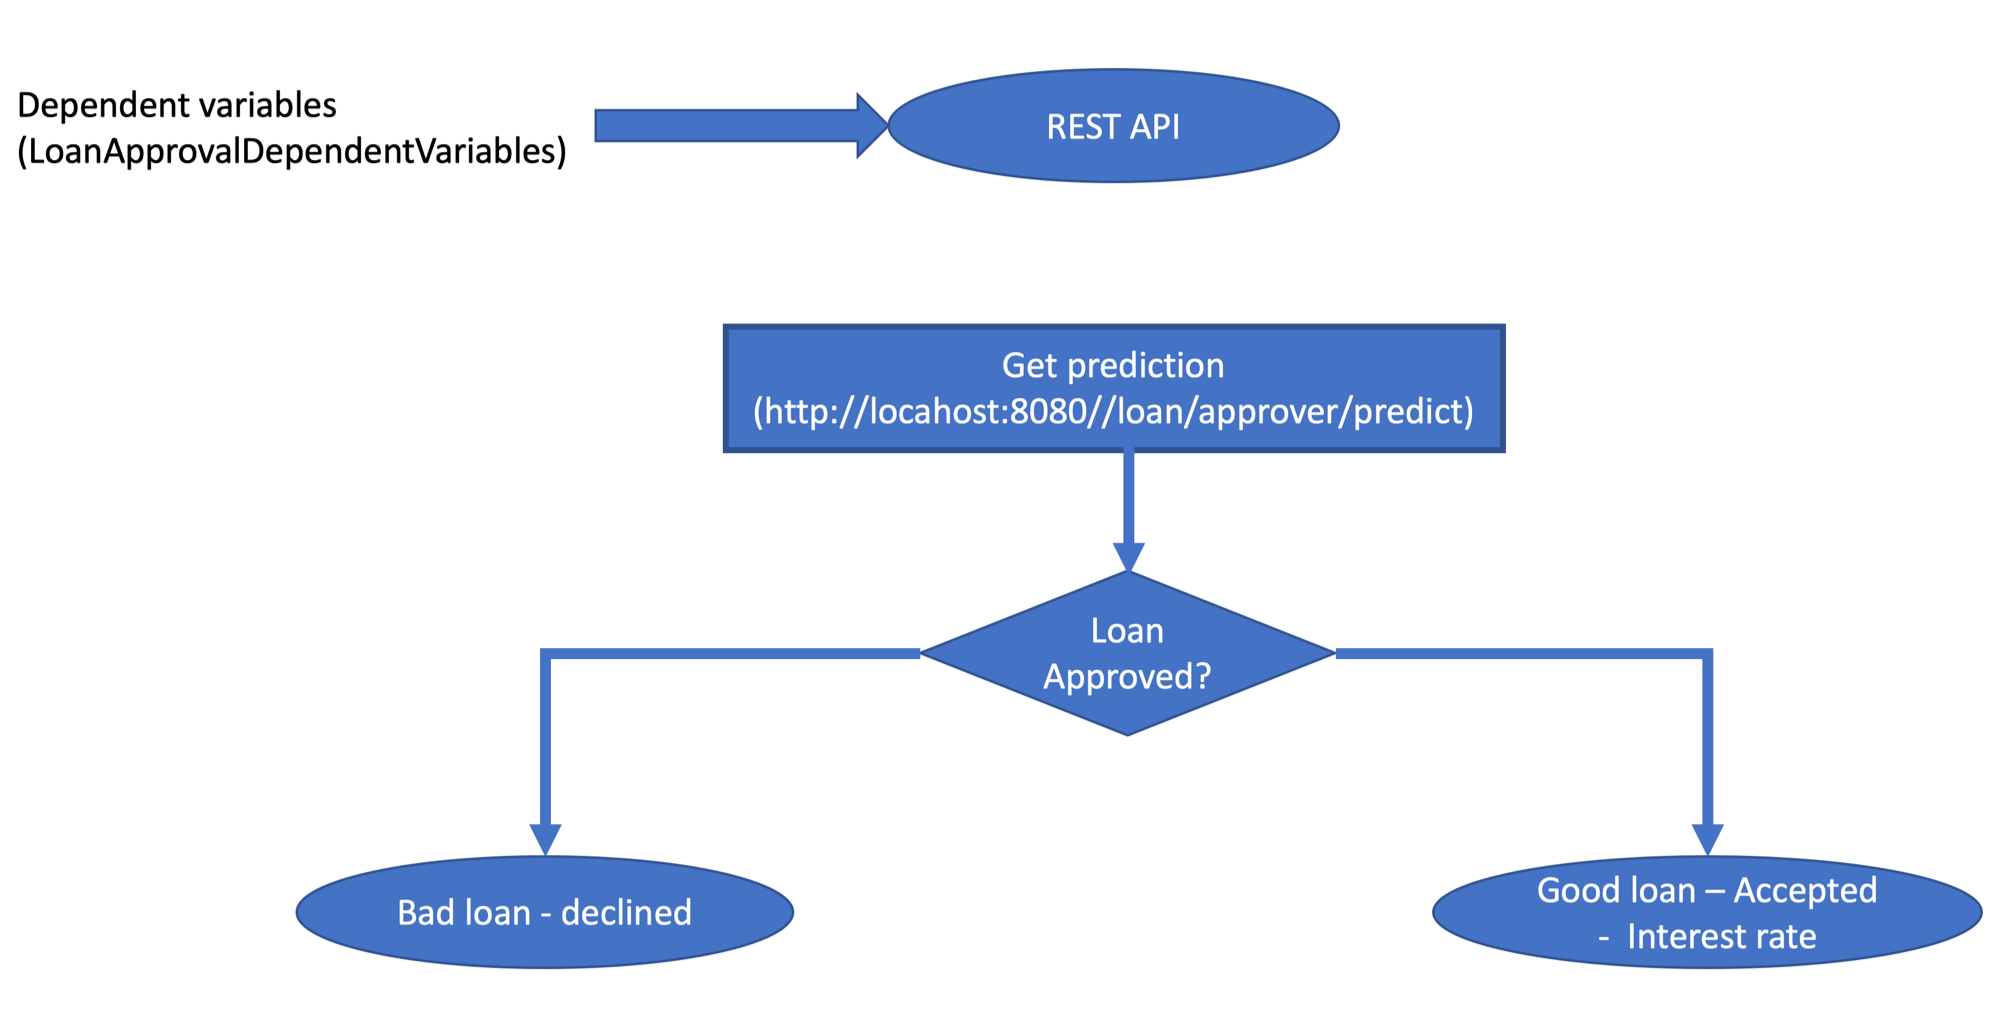 Dependent variables
(LoanApprovalDependentVariables)
REST API
Get prediction
(http://locahost:8080//loan/approver/predict)
Loan
Approved?
Bad loan - declined
Good loan – Accepted
- Interest rate